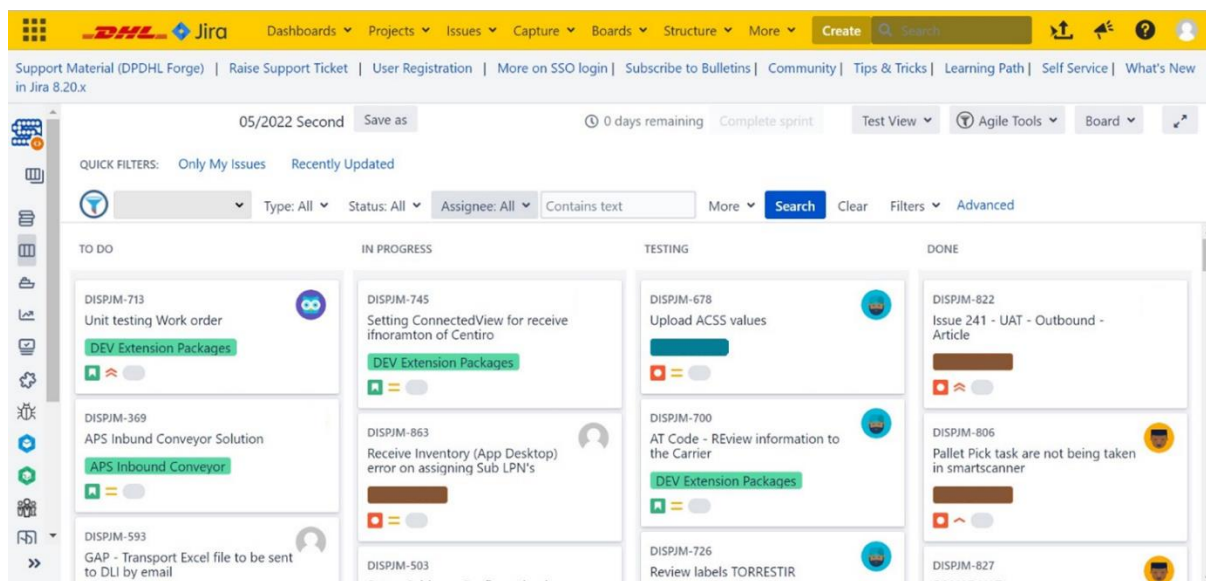 DHL Jira Dashboards Projects Issues Capture Boards Structure More Create Search
Support Material (DPDHL Forge) | Raise Support Ticket | User Registration | More on SSO login | Subscribe to Bulletins | Community | Tips & Tricks | Learning Path | Self Service | What's New
in Jira 8.20.x
05/2022 Second Save as 0 days remaining Complete sprint Test View Agile Tools Board
QUICK FILTERS: Only My Issues Recently Updated
Type: All Status: All Assignee: All Contains text More Search Clear Filters Advanced
TO DO
DISPJM-713
Unit testing Work order
DEV Extension Packages
DISPJM-369
APS Inbund Conveyor Solution
APS Inbound Conveyor
DISPJM-593
GAP - Transport Excel file to be sent
to DLI by email
IN PROGRESS
DISPJM-745
Setting ConnectedView for receive
ifnoramton of Centiro
DEV Extension Packages
DISPJM-863
Receive Inventory (App Desktop)
error on assigning Sub LPN's
DISPJM-503
TESTING
DISPJM-678
Upload ACSS values
DISPJM-700
AT Code - REview information to
the Carrier
DEV Extension Packages
DISPJM-726
Review labels TORRESTIR
DONE
DISPJM-822
Issue 241 - UAT - Outbound -
Article
DISPJM-806
Pallet Pick task are not being taken
in smartscanner
DISPJM-827